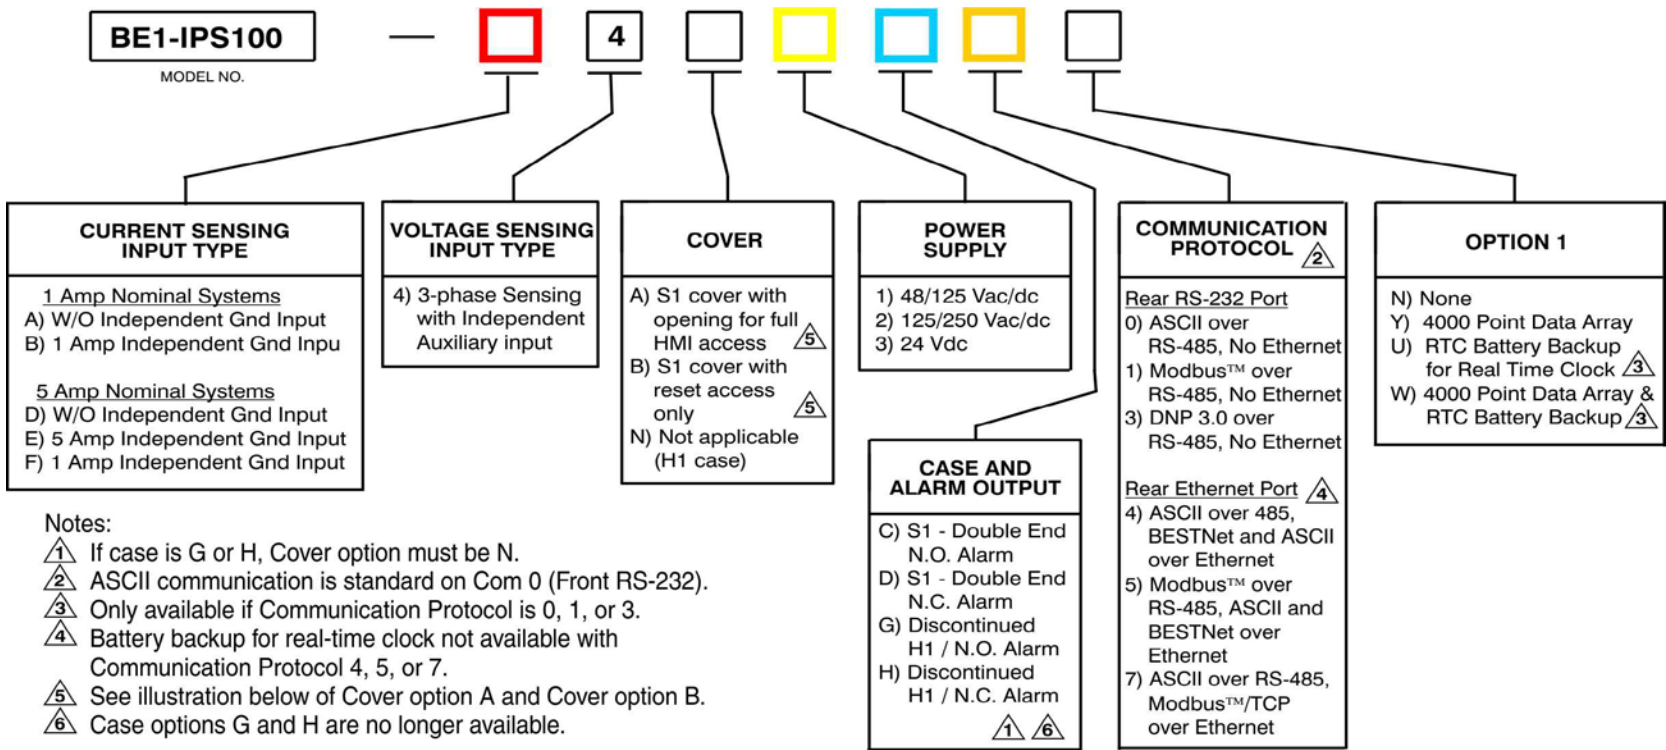 BE1-IPS100 — 4
MODEL NO.
CURRENT SENSING
INPUT TYPE
1 Amp Nominal Systems
A) W/O Independent Gnd Input
B) 1 Amp Independent Gnd Inpu
5 Amp Nominal Systems
D) W/O Independent Gnd Input
E) 5 Amp Independent Gnd Input
F) 1 Amp Independent Gnd Input
VOLTAGE SENSING
INPUT TYPE
4) 3-phase Sensing
with Independent
Auxiliary input
COVER
A) S1 cover with
opening for full
HMI access 5
B) S1 cover with
reset access
only 5
N) Not applicable
(H1 case)
POWER
SUPPLY
1) 48/125 Vac/dc
2) 125/250 Vac/dc
3) 24 Vdc
CASE AND
ALARM OUTPUT
C) S1 - Double End
N.O. Alarm
D) S1 - Double End
N.C. Alarm
G) Discontinued
H1 / N.O. Alarm
H) Discontinued
H1 / N.C. Alarm
1 6
COMMUNICATION
PROTOCOL 2
Rear RS-232 Port
0) ASCII over
RS-485, No Ethernet
1) Modbus™ over
RS-485, No Ethernet
3) DNP 3.0 over
RS-485, No Ethernet
Rear Ethernet Port 4
4) ASCII over 485,
BESTNet and ASCII
over Ethernet
5) Modbus™ over
RS-485, ASCII and
BESTNet over
Ethernet
7) ASCII over RS-485,
Modbus™/TCP
over Ethernet
OPTION 1
N) None
Y) 4000 Point Data Array
U) RTC Battery Backup
for Real Time Clock 3
W) 4000 Point Data Array &
RTC Battery Backup 3
Notes:
1 If case is G or H, Cover option must be N.
2 ASCII communication is standard on Com 0 (Front RS-232).
3 Only available if Communication Protocol is 0, 1, or 3.
4 Battery backup for real-time clock not available with
Communication Protocol 4, 5, or 7.
5 See illustration below of Cover option A and Cover option B.
6 Case options G and H are no longer available.